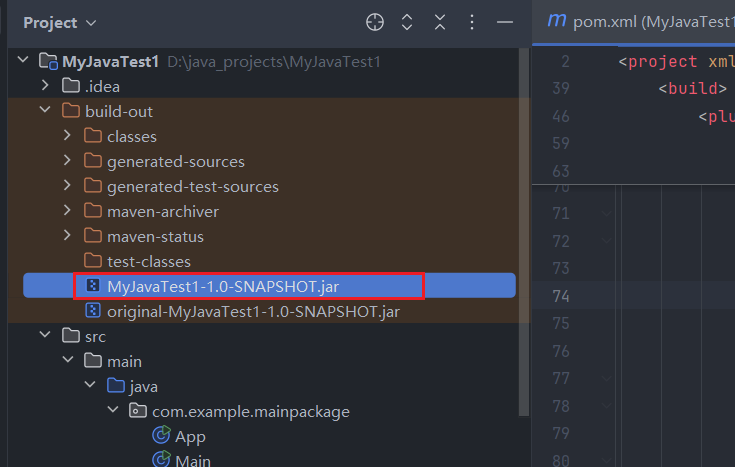 Project
MyJavaTest1 D:\java_projects\MyJavaTest1
.idea
build-out
classes
generated-sources
generated-test-sources
maven-archiver
maven-status
test-classes
MyJavaTest1-1.0-SNAPSHOT.jar
original-MyJavaTest1-1.0-SNAPSHOT.jar
src
main
java
com.example.mainpackage
App
Main
m pom.xml (MyJavaTest1
2 <project xml
39 <build>
46 <plu
59
63
70
71
72
73
74
75
76
77
78
79
80